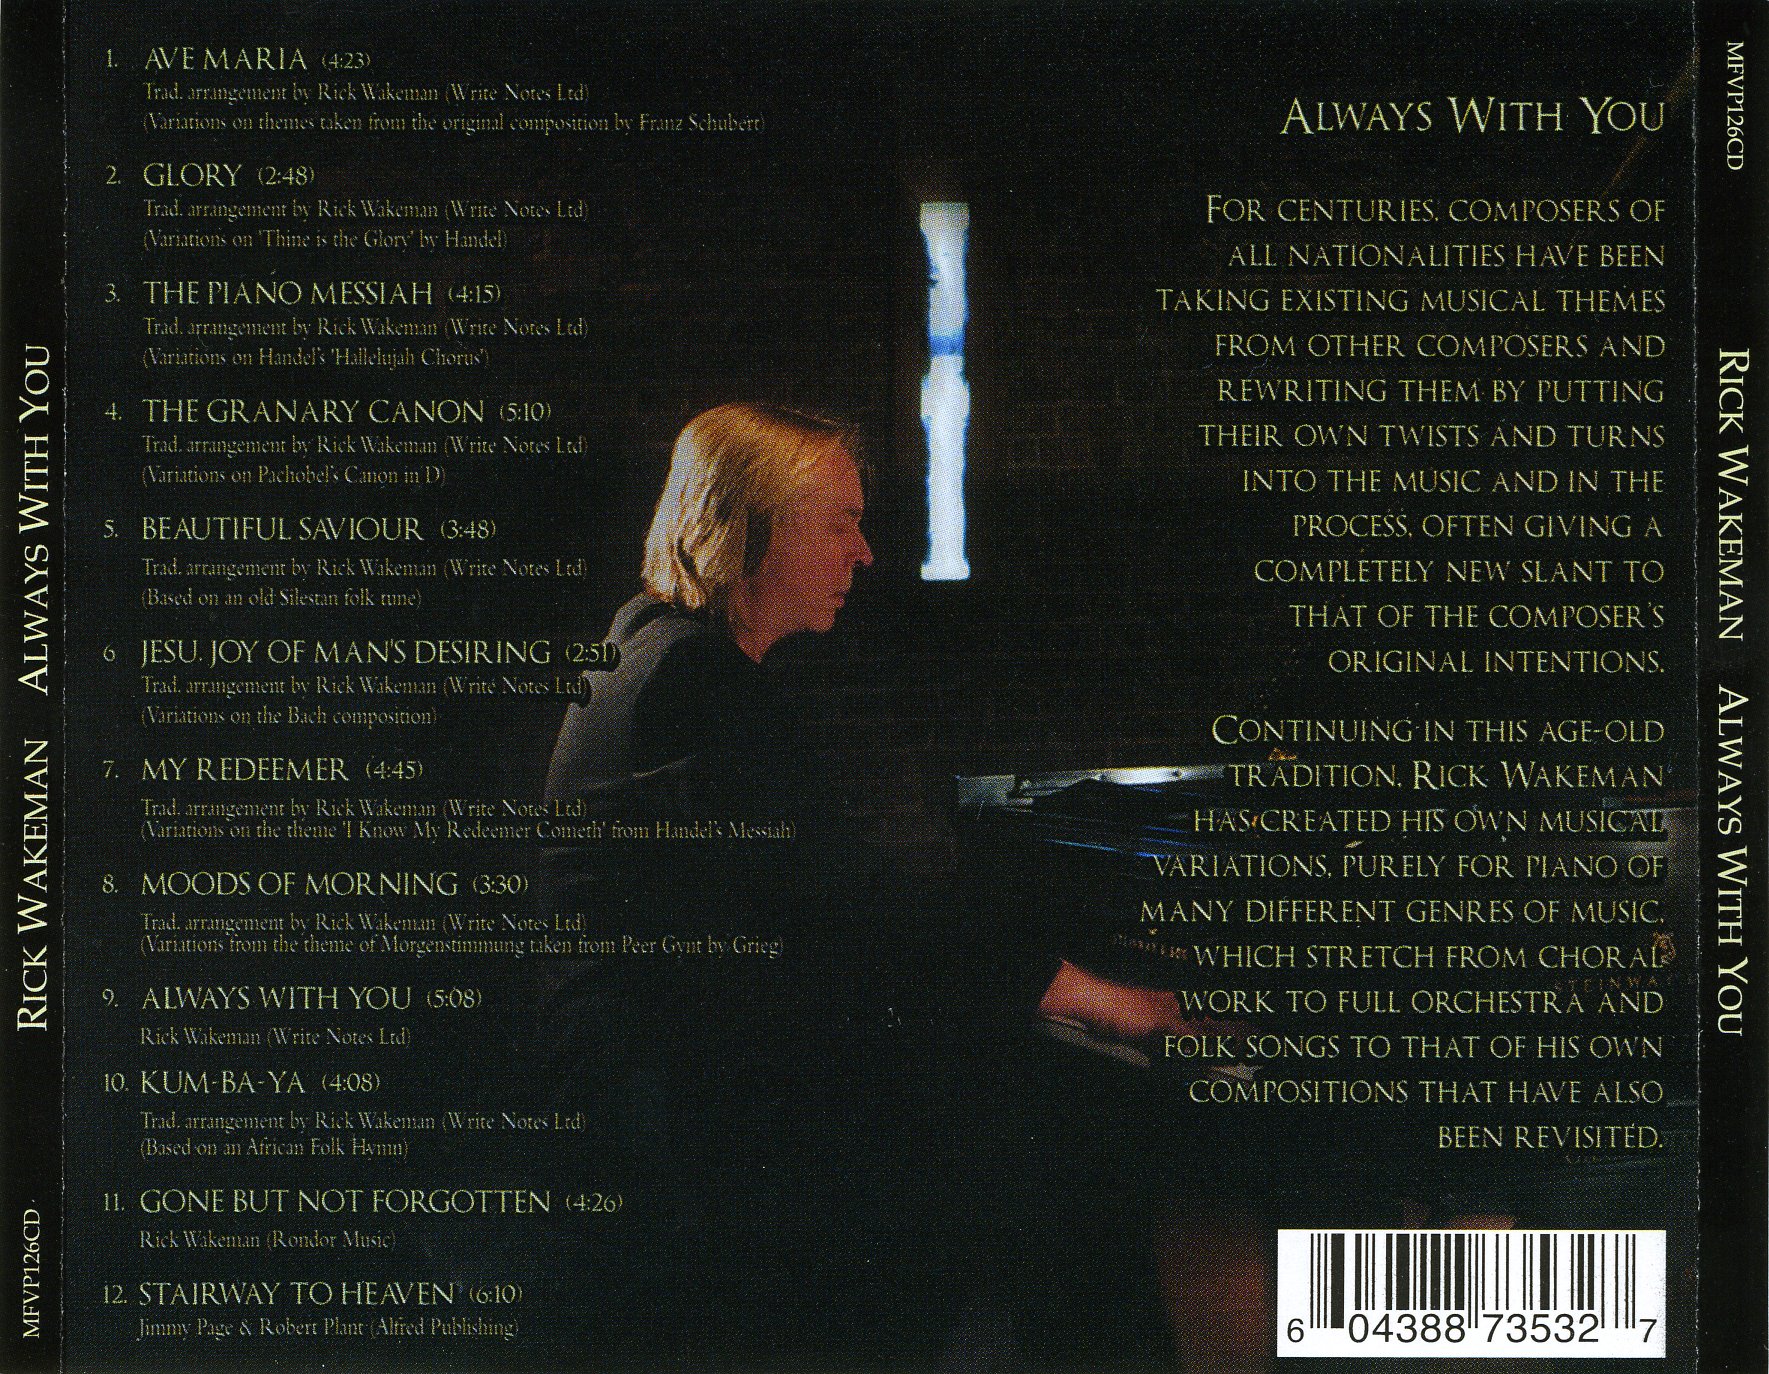 RICK WAKEMAN ALWAYS WITH YOU
MFVP126CD
1. AVE MARIA (4:23)
Trad. arrangement by Rick Wakeman (Write Notes Ltd)
(Variations on themes taken from the original composition by Franz Schubert)
2. GLORY (2:48)
Trad. arrangement by Rick Wakeman (Write Notes Ltd)
(Variations on 'Thine is the Glory' by Handel)
3. THE PIANO MESSIAH (4:15)
Trad. arrangement by Rick Wakeman (Write Notes Ltd)
(Variations on Handel's 'Hallelujah Chorus')
4. THE GRANARY CANON (5:10)
Trad. arrangement by Rick Wakeman (Write Notes Ltd)
(Variations on Pachobel's Canon in D)
5. BEAUTIFUL SAVIOUR (3:48)
Trad. arrangement by Rick Wakeman (Write Notes Ltd)
(Based on an old Silestan folk tune)
6 JESU, JOY OF MAN'S DESIRING (2:51)
Trad. arrangement by Rick Wakeman (Write Notes Ltd)
(Variations on the Bach composition)
7. MY REDEEMER (4:45)
Trad. arrangement by Rick Wakeman (Write Notes Ltd)
(Variations on the theme 'I Know My Redeemer Cometh' from Handel's Messiah)
8. MOODS OF MORNING (3:30)
Trad. arrangement by Rick Wakeman (Write Notes Ltd)
(Variations from the theme of Morgenstimmung taken from Peer Gynt by Grieg)
9. ALWAYS WITH YOU (5:08)
Rick Wakeman (Write Notes Ltd)
10. KUM-BA-YA (4:08)
Trad. arrangement by Rick Wakeman (Write Notes Ltd)
(Based on an African Folk Hymn)
11. GONE BUT NOT FORGOTTEN (4:26)
Rick Wakeman (Rondor Music)
12. STAIRWAY TO HEAVEN (6:10)
Jimmy Page & Robert Plant (Alfred Publishing)
ALWAYS WITH YOU
FOR CENTURIES, COMPOSERS OF
ALL NATIONALITIES HAVE BEEN
TAKING EXISTING MUSICAL THEMES
FROM OTHER COMPOSERS AND
REWRITING THEM BY PUTTING
THEIR OWN TWISTS AND TURNS
INTO THE MUSIC AND IN THE
PROCESS, OFTEN GIVING A
COMPLETELY NEW SLANT TO
THAT OF THE COMPOSER'S
ORIGINAL INTENTIONS.
CONTINUING IN THIS AGE-OLD
TRADITION, RICK WAKEMAN
HAS CREATED HIS OWN MUSICAL
VARIATIONS, PURELY FOR PIANO OF
MANY DIFFERENT GENRES OF MUSIC,
WHICH STRETCH FROM CHORAL
WORK TO FULL ORCHESTRA AND
FOLK SONGS TO THAT OF HIS OWN
COMPOSITIONS THAT HAVE ALSO
BEEN REVISITED.
STEINWAY
6 04388 73532 7
MFVP126CD
RICK WAKEMAN ALWAYS WITH YOU